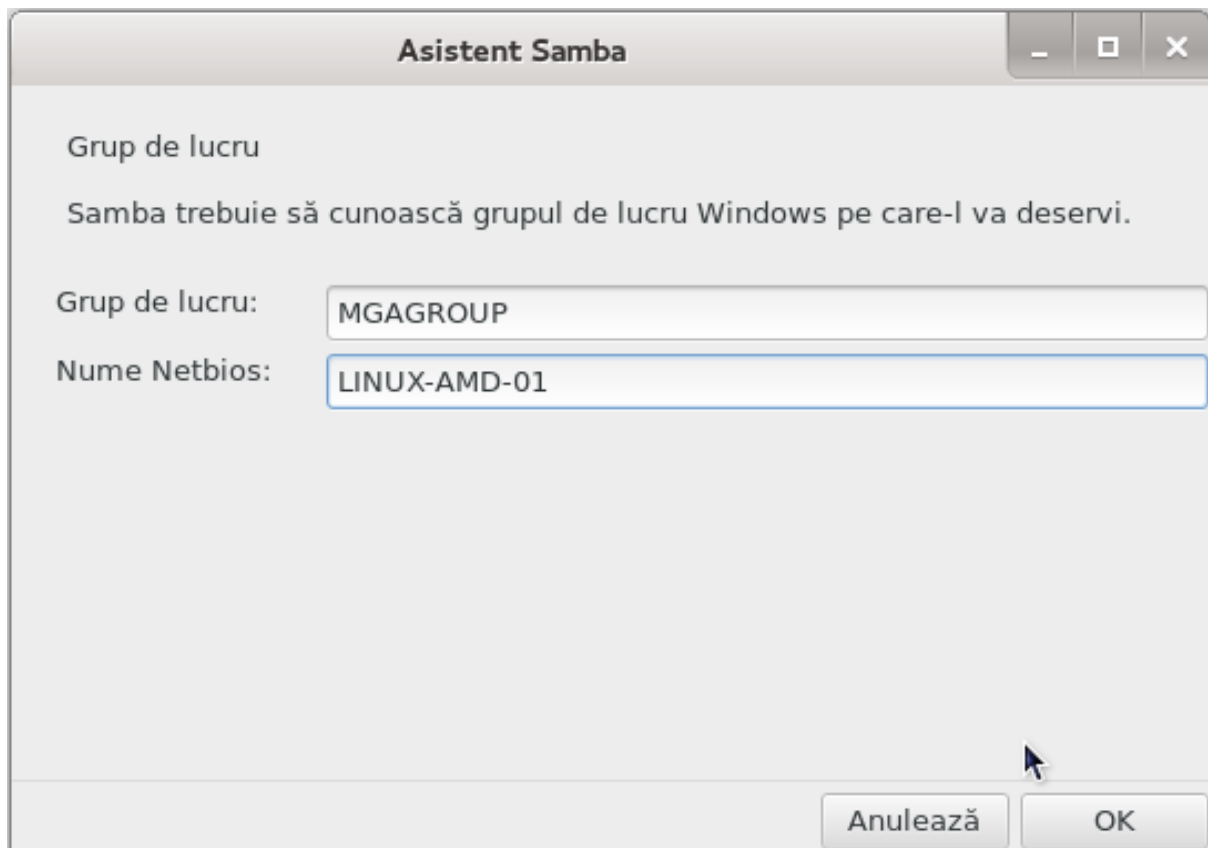 Asistent Samba
Grup de lucru
Samba trebuie să cunoască grupul de lucru Windows pe care-l va deservi.
Grup de lucru: MGAGROUP
Nume Netbios: LINUX-AMD-01
Anulează OK